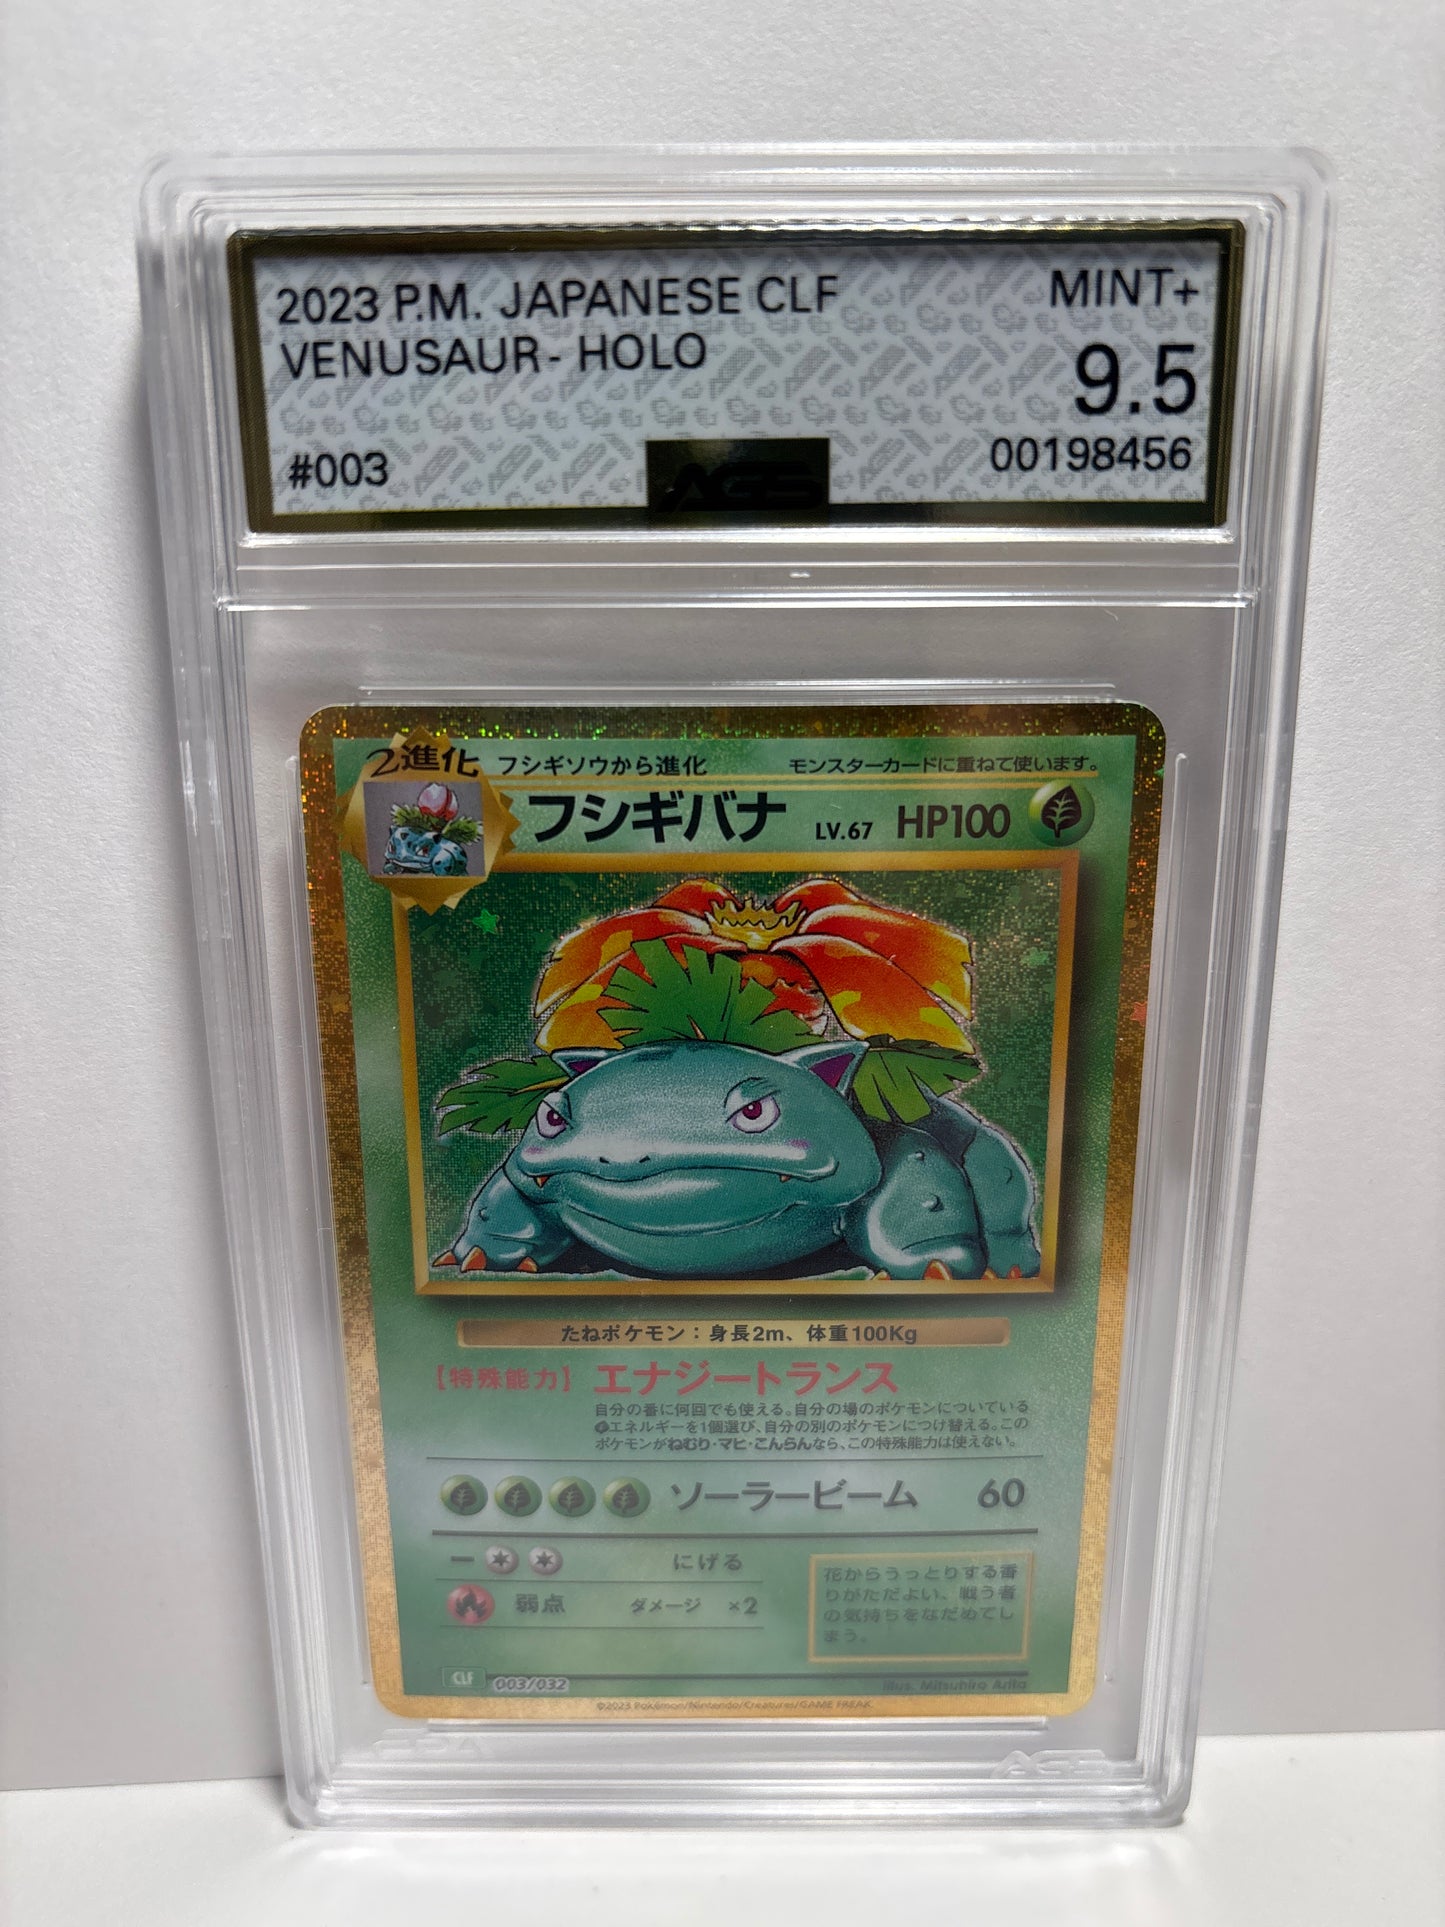 2023 P.M. JAPANESE CLF
MINT+
VENUSAUR - HOLO
9.5
#003
AGS
00198456
2進化
フシギソウから進化
モンスターカードに重ねて使います。
フシギバナ LV.67 HP100
たねポケモン：身長2m、体重100Kg
【特殊能力】エナジートランス
自分の番に何回でも使える。自分の場のポケモンについている
エネルギーを1個選び、自分の別のポケモンにつけ替える。この
ポケモンがねむり・マヒ・こんらんなら、この特殊能力は使えない。
ソーラービーム 60
にげる
弱点 ダメージ ×2
花からうっとりする香
りがただよい、戦う者
の気持ちをなだめてし
まう。
CLF 003/032
illus. Mitsuhiro Arita
©2023 Pokémon/Nintendo/Creatures/GAME FREAK.
AGS